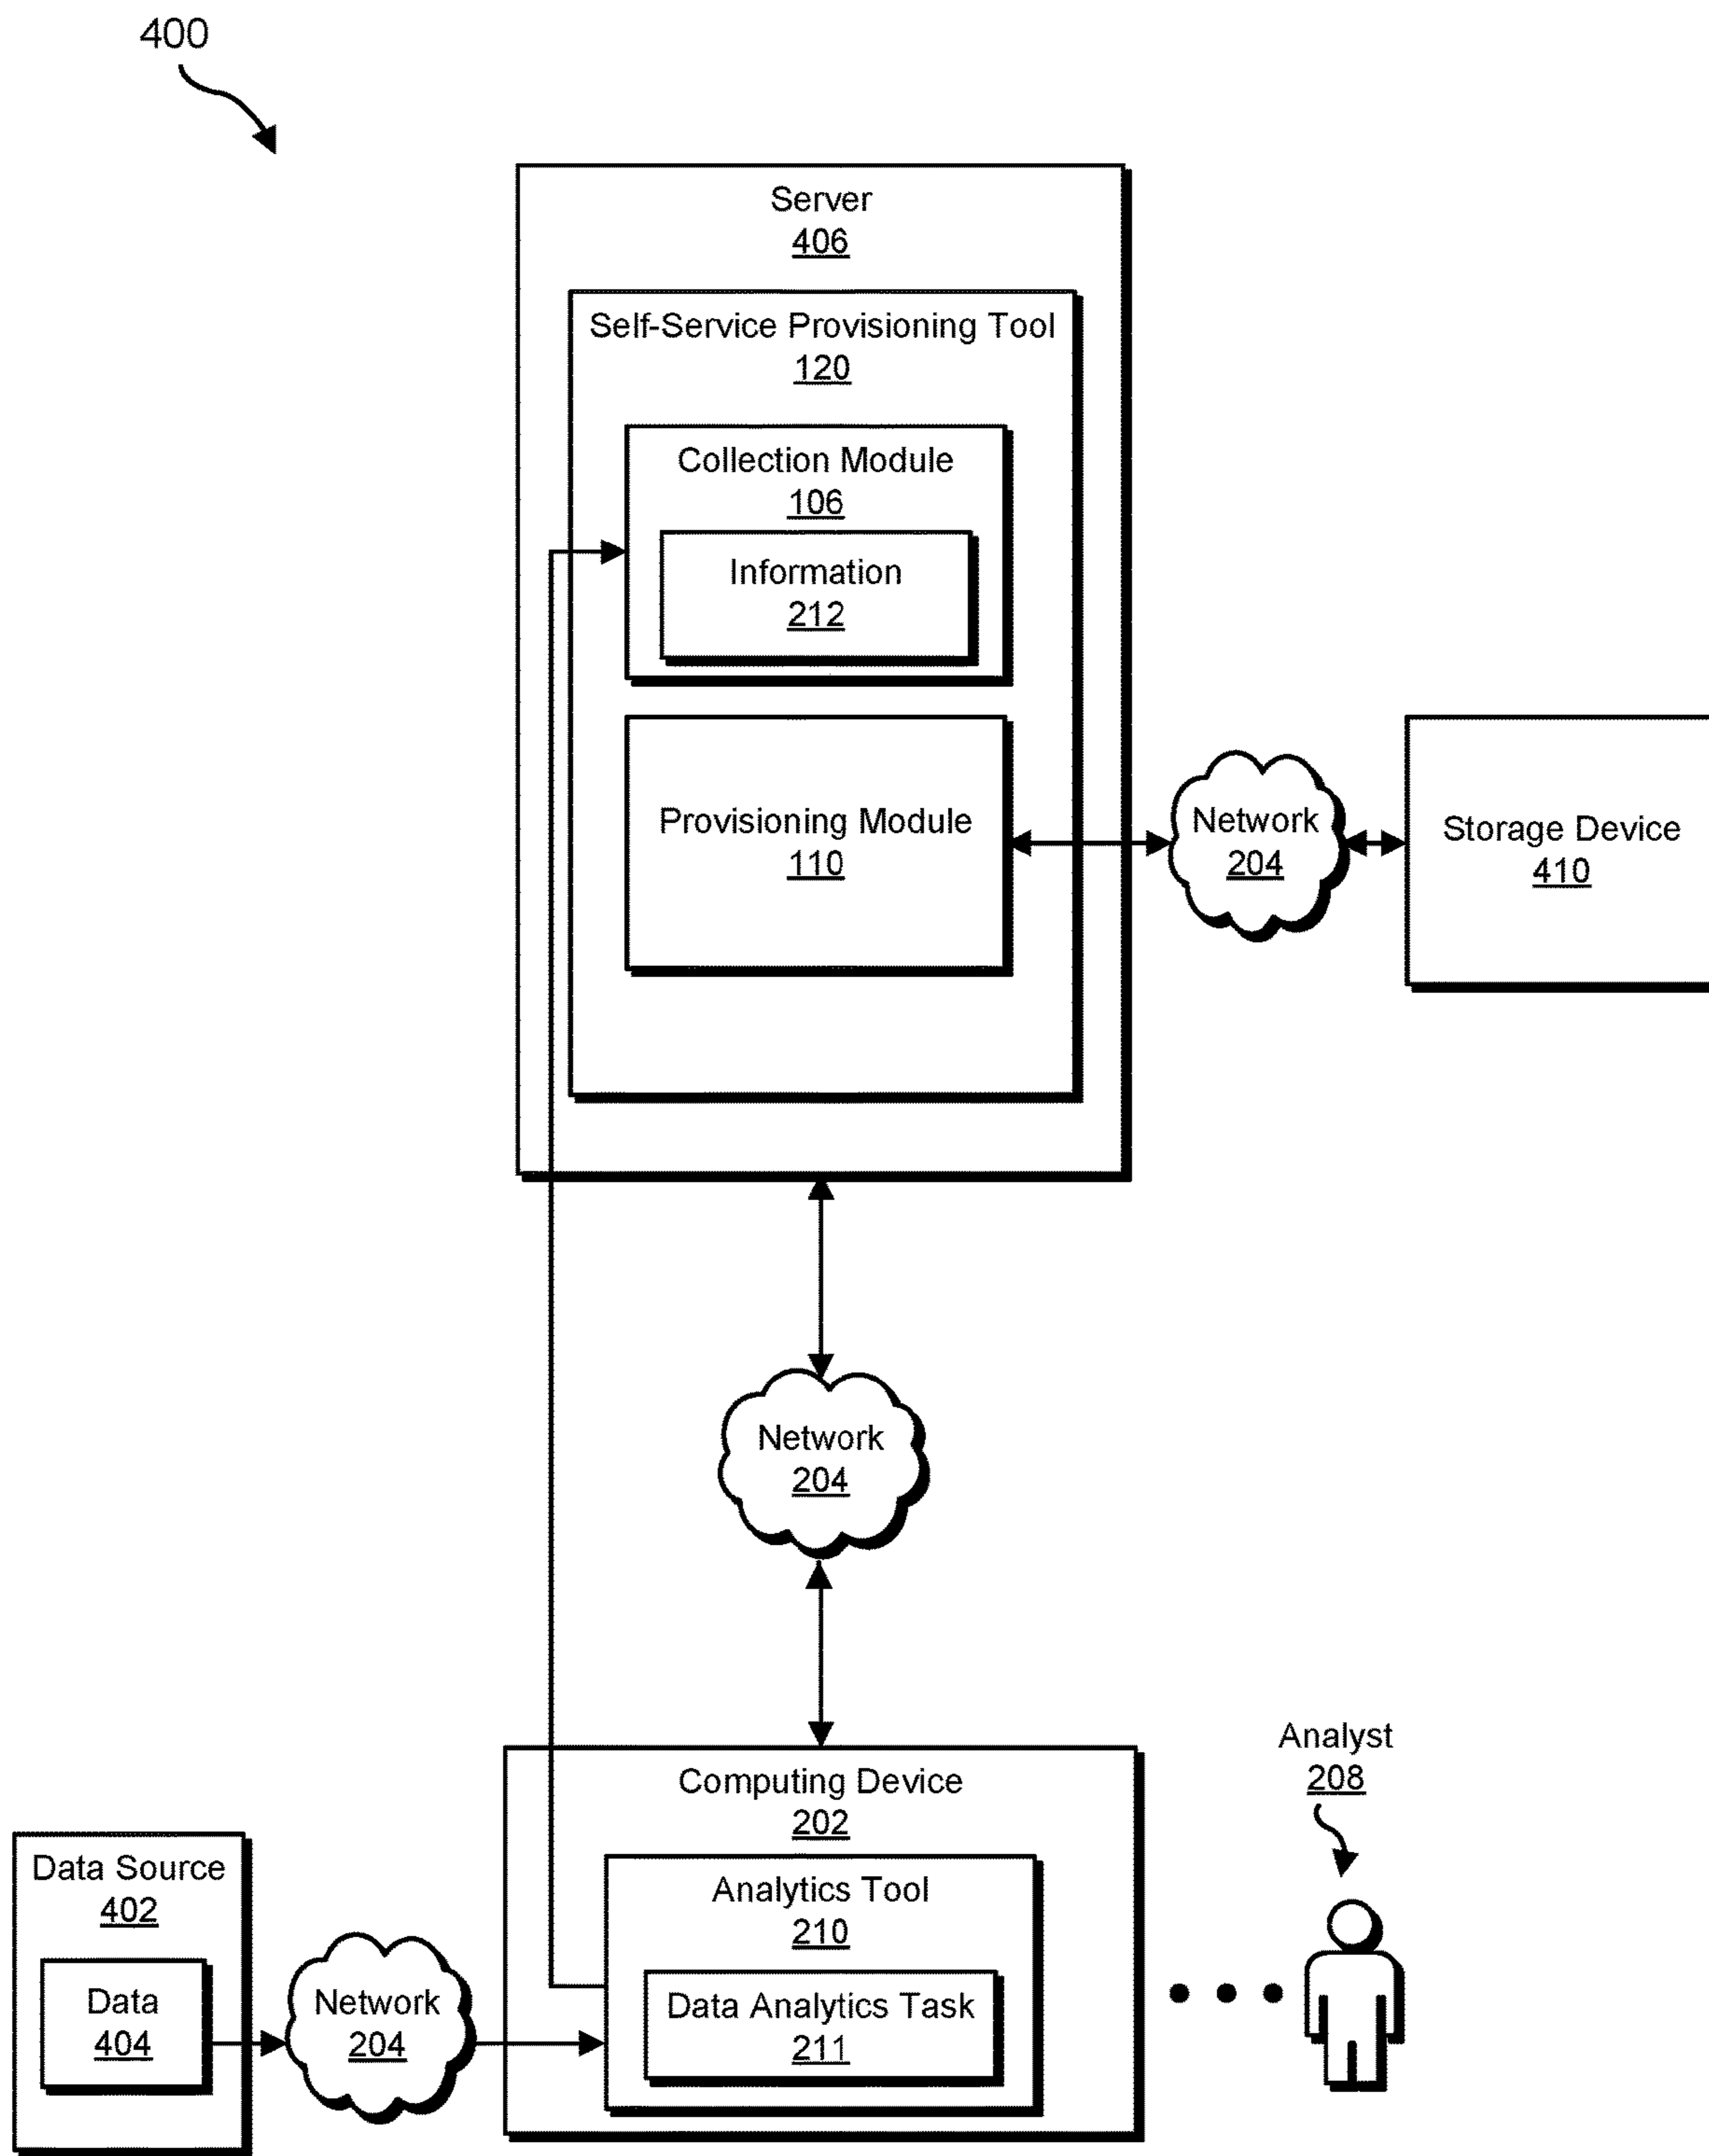 400
Server
406
Self-Service Provisioning Tool
120
Collection Module
106
Information
212
Provisioning Module
110
Network
204
Storage Device
410
Network
204
Analyst
208
Computing Device
202
Data Source
402
Analytics Tool
210
Data
404
Network
204
Data Analytics Task
211